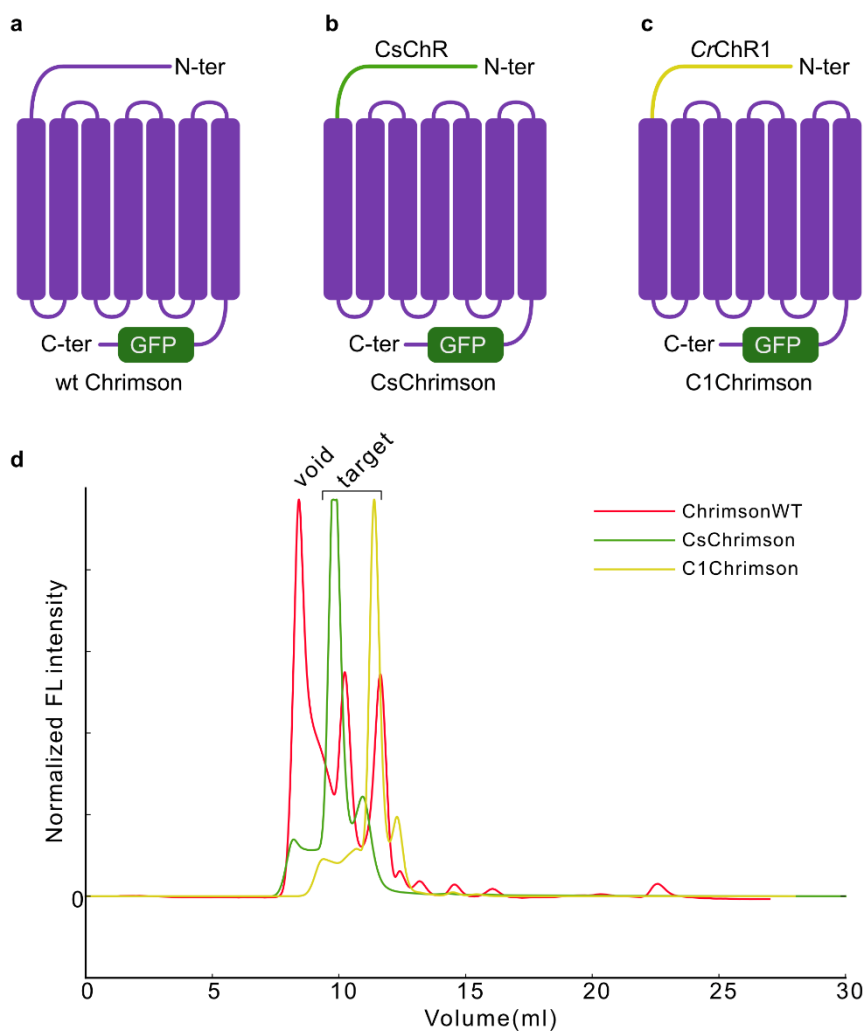 a
N-ter
C-ter
GFP
wt Chrimson
b
CsChR
N-ter
C-ter
GFP
CsChrimson
c
CrChR1
N-ter
C-ter
GFP
C1Chrimson
d
void
target
ChrimsonWT
CsChrimson
C1Chrimson
Normalized FL intensity
0
0 5 10 15 20 25 30
Volume(ml)